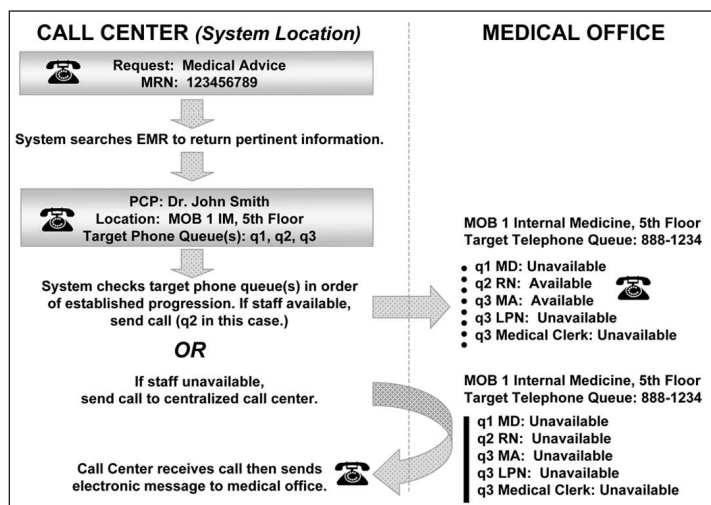 CALL CENTER (System Location)
Request: Medical Advice
MRN: 123456789
System searches EMR to return pertinent information.
PCP: Dr. John Smith
Location: MOB 1 IM, 5th Floor
Target Phone Queue(s): q1, q2, q3
System checks target phone queue(s) in order
of established progression. If staff available,
send call (q2 in this case.)
OR
If staff unavailable,
send call to centralized call center.
Call Center receives call then sends
electronic message to medical office.
MEDICAL OFFICE
MOB 1 Internal Medicine, 5th Floor
Target Telephone Queue: 888-1234
q1 MD: Unavailable
q2 RN: Available
q3 MA: Available
q3 LPN: Unavailable
q3 Medical Clerk: Unavailable
MOB 1 Internal Medicine, 5th Floor
Target Telephone Queue: 888-1234
q1 MD: Unavailable
q2 RN: Unavailable
q3 MA: Unavailable
q3 LPN: Unavailable
q3 Medical Clerk: Unavailable